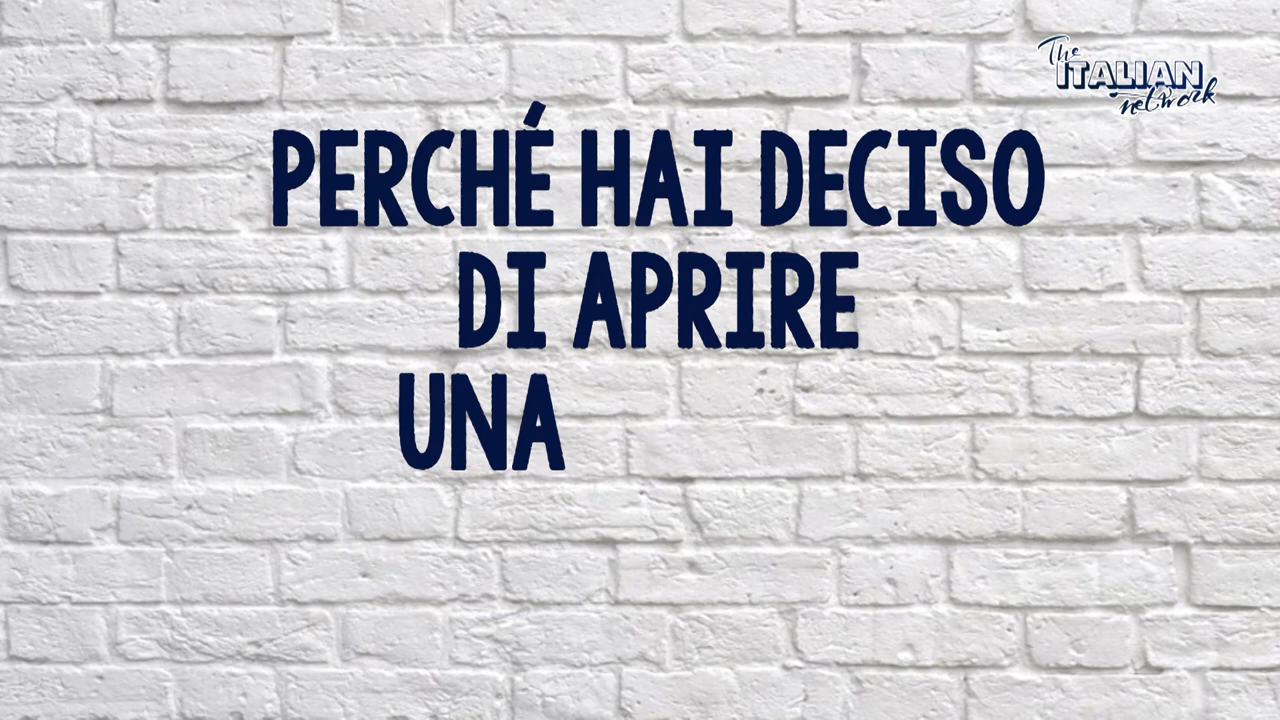 The
ITALIAN
network
PERCHÉ HAI DECISO
DI APRIRE
UNA